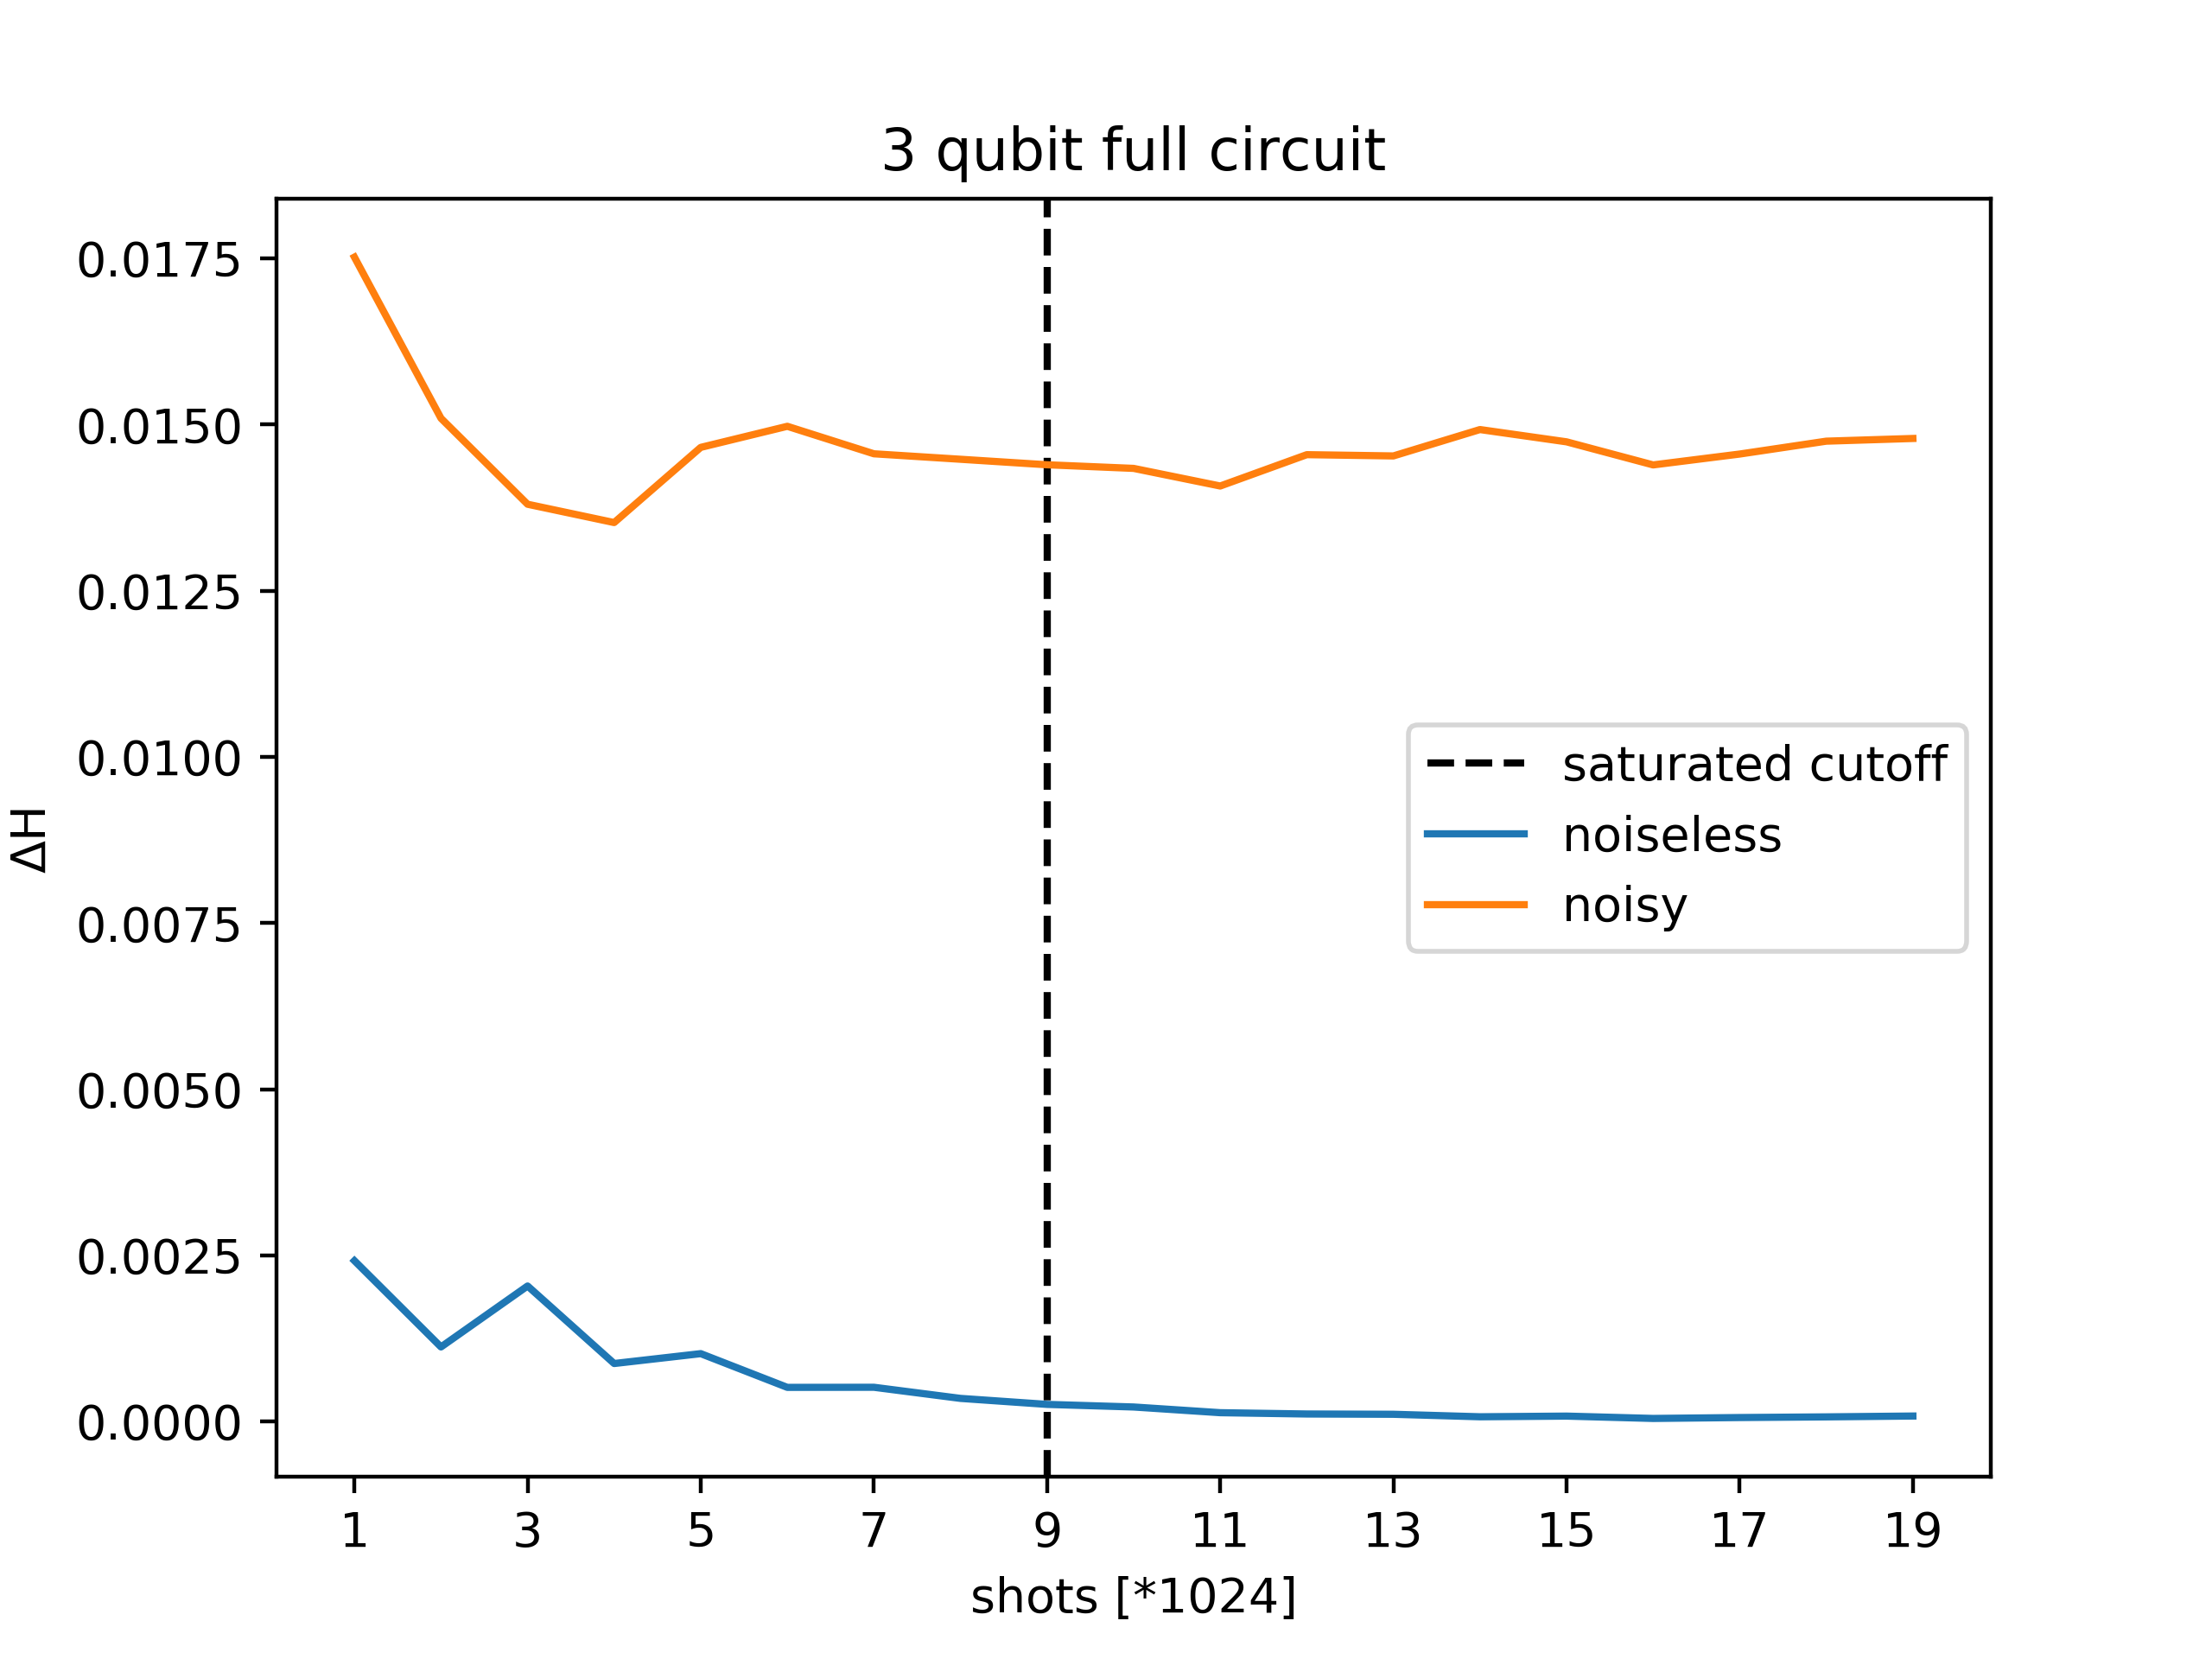 3 qubit full circuit
0.0175
0.0150
0.0125
0.0100
0.0075
0.0050
0.0025
0.0000
ΔH
saturated cutoff
noiseless
noisy
1 3 5 7 9 11 13 15 17 19
shots [*1024]